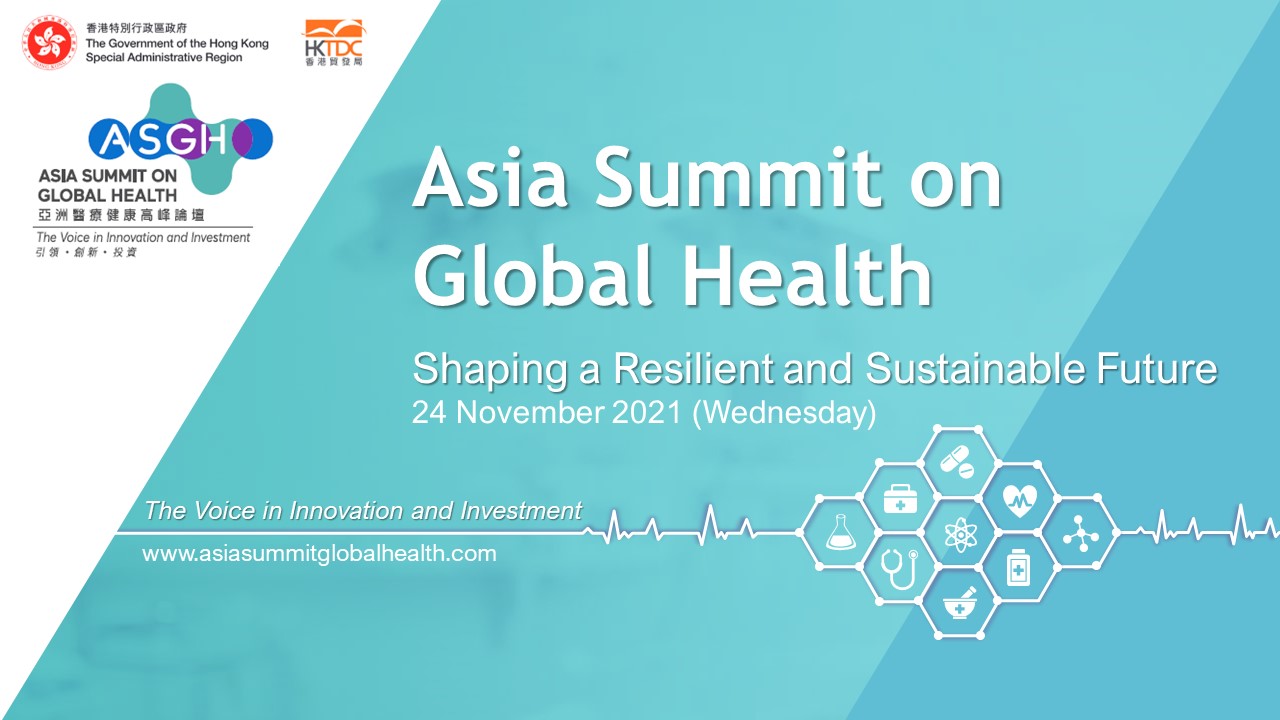 香港特別行政區政府
The Government of the Hong Kong
Special Administrative Region
HKTDC
香港貿發局
ASGH
ASIA SUMMIT ON
GLOBAL HEALTH
亞洲醫療健康高峰論壇
The Voice in Innovation and Investment
引領・創新・投資
Asia Summit on
Global Health
Shaping a Resilient and Sustainable Future
24 November 2021 (Wednesday)
The Voice in Innovation and Investment
www.asiasummitglobalhealth.com